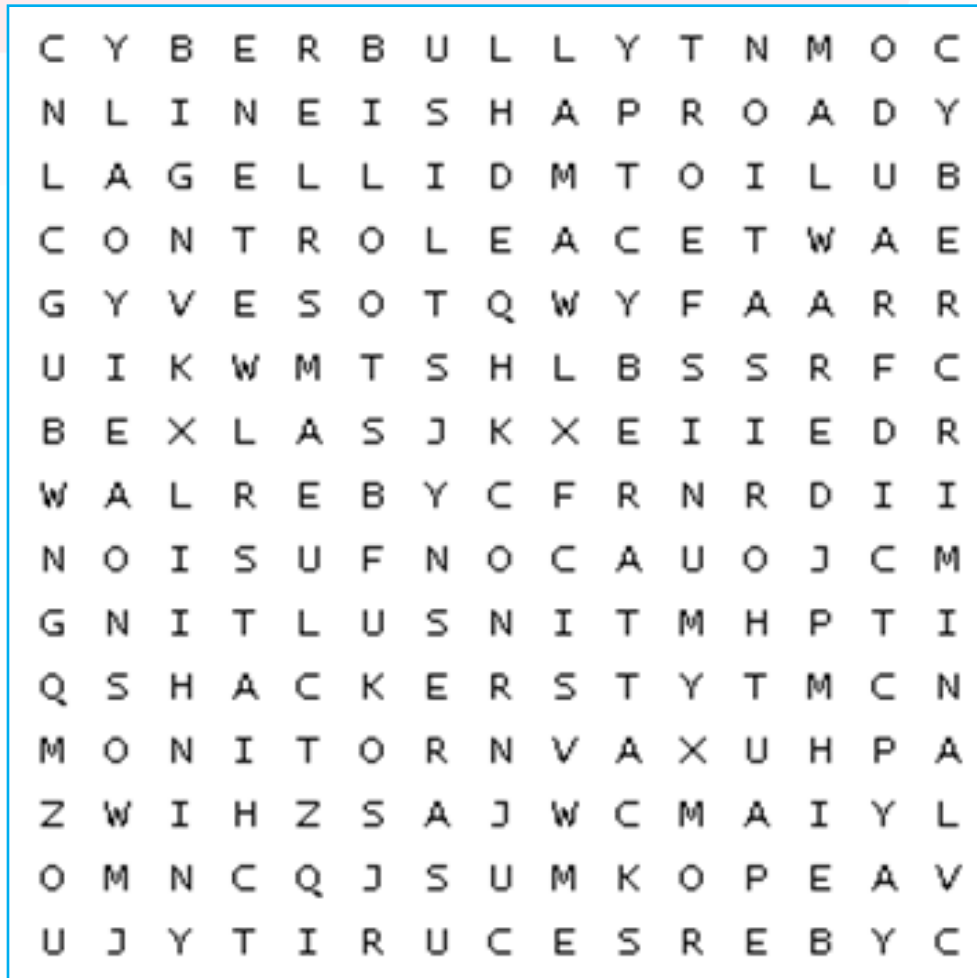 C Y B E R B U L L Y T N M O C
N L I N E I S H A P R O A D Y
L A G E L L I D M T O I L U B
C O N T R O L E A C E T W A E
G Y V E S O T Q W Y F A A R R
U I K W M T S H L B S S R F C
B E X L A S J K X E I I E D R
W A L R E B Y C F R N R D I I
N O I S U F N O C A U O J C M
G N I T L U S N I T M H P T I
Q S H A C K E R S T Y T M C N
M O N I T O R N V A X U H P A
Z W I H Z S A J W C M A I Y L
O M N C Q J S U M K O P E A V
U J Y T I R U C E S R E B Y C